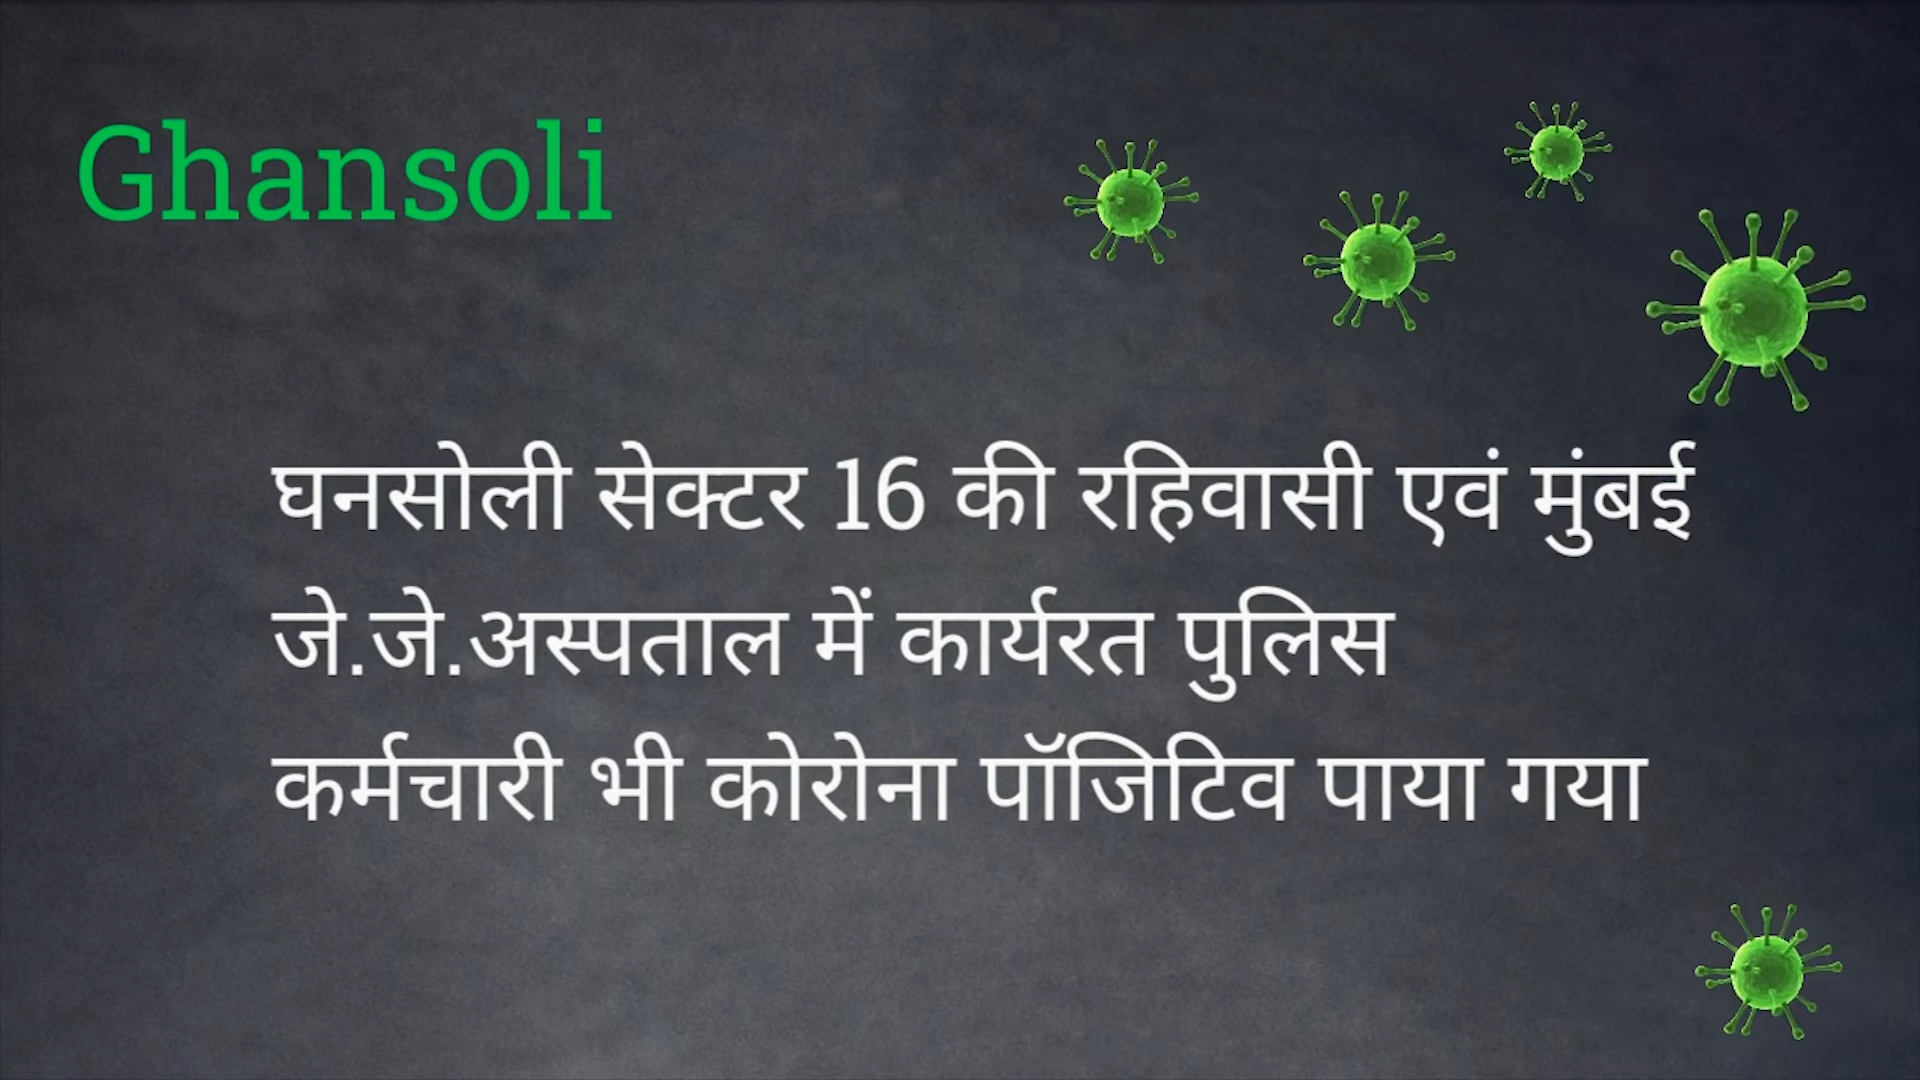 Ghansoli
घनसोली सेक्टर 16 की रहिवासी एवं मुंबई
जे.जे.अस्पताल में कार्यरत पुलिस
कर्मचारी भी कोरोना पॉजिटिव पाया गया